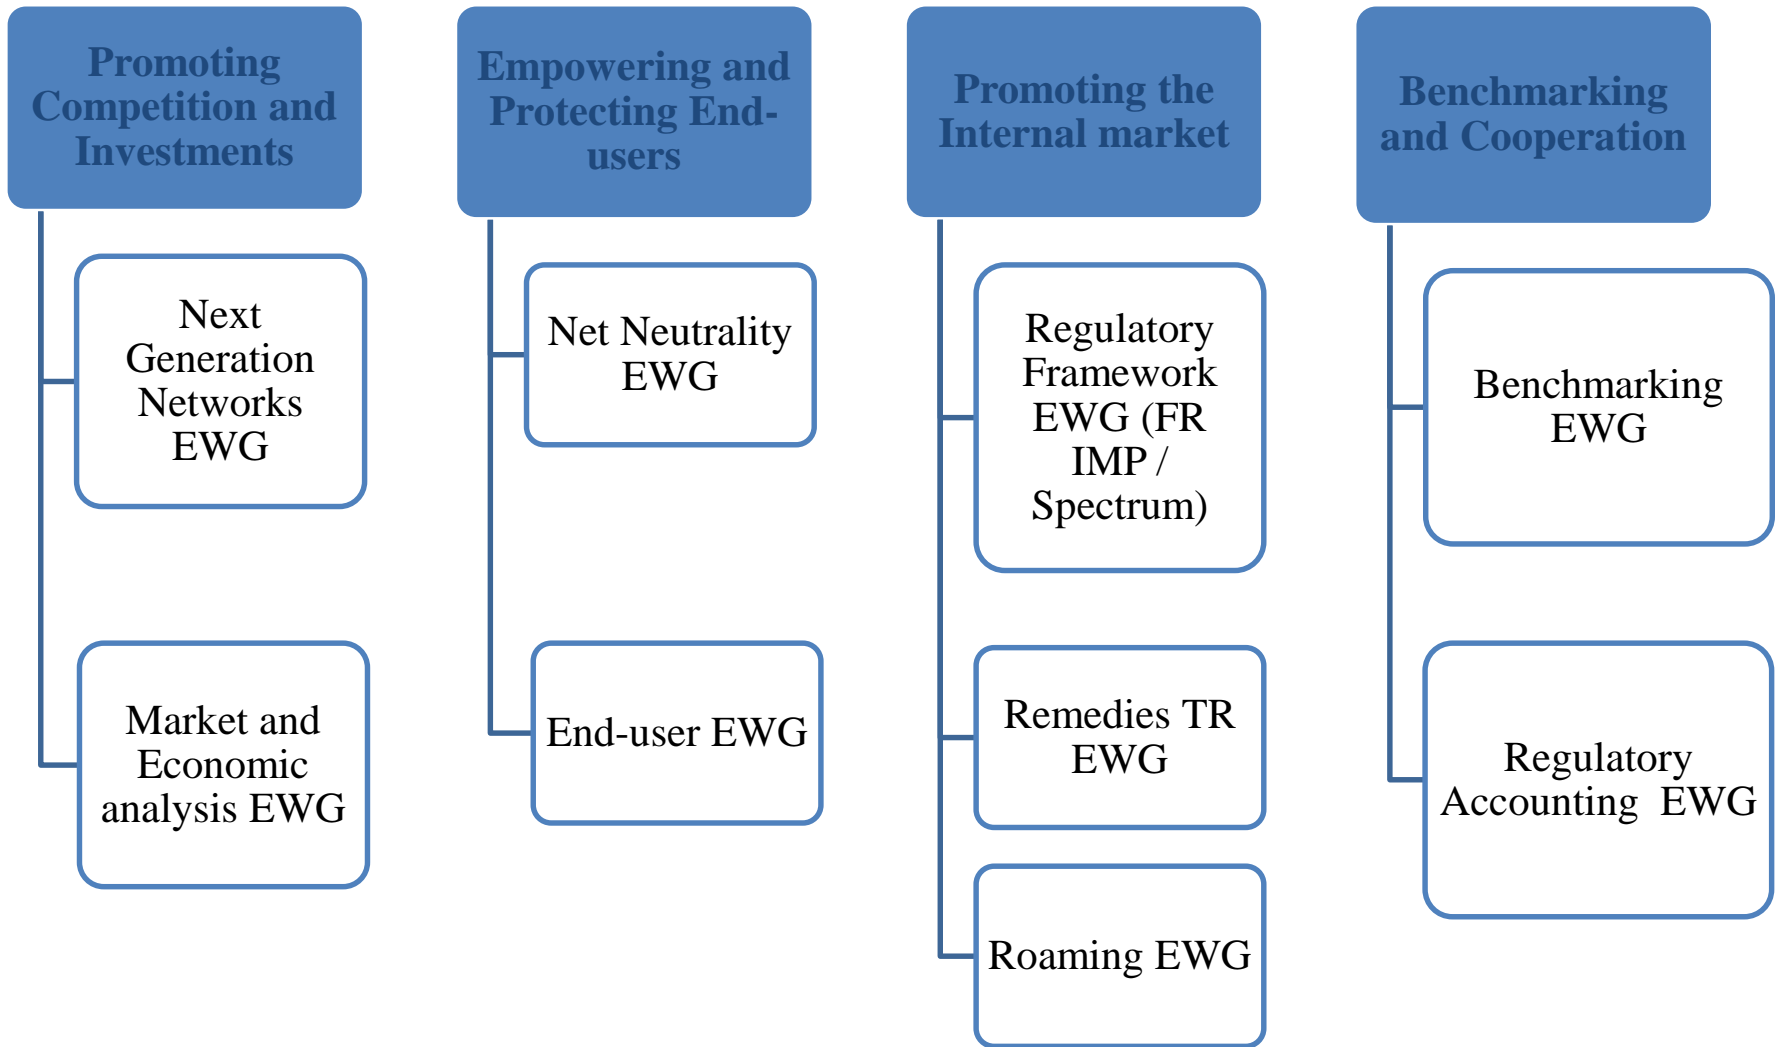 Promoting
Competition and
Investments
Next
Generation
Networks
EWG
Market and
Economic
analysis EWG
Empowering and
Protecting End-
users
Net Neutrality
EWG
End-user EWG
Promoting the
Internal market
Regulatory
Framework
EWG (FR
IMP /
Spectrum)
Remedies TR
EWG
Roaming EWG
Benchmarking
and Cooperation
Benchmarking
EWG
Regulatory
Accounting  EWG